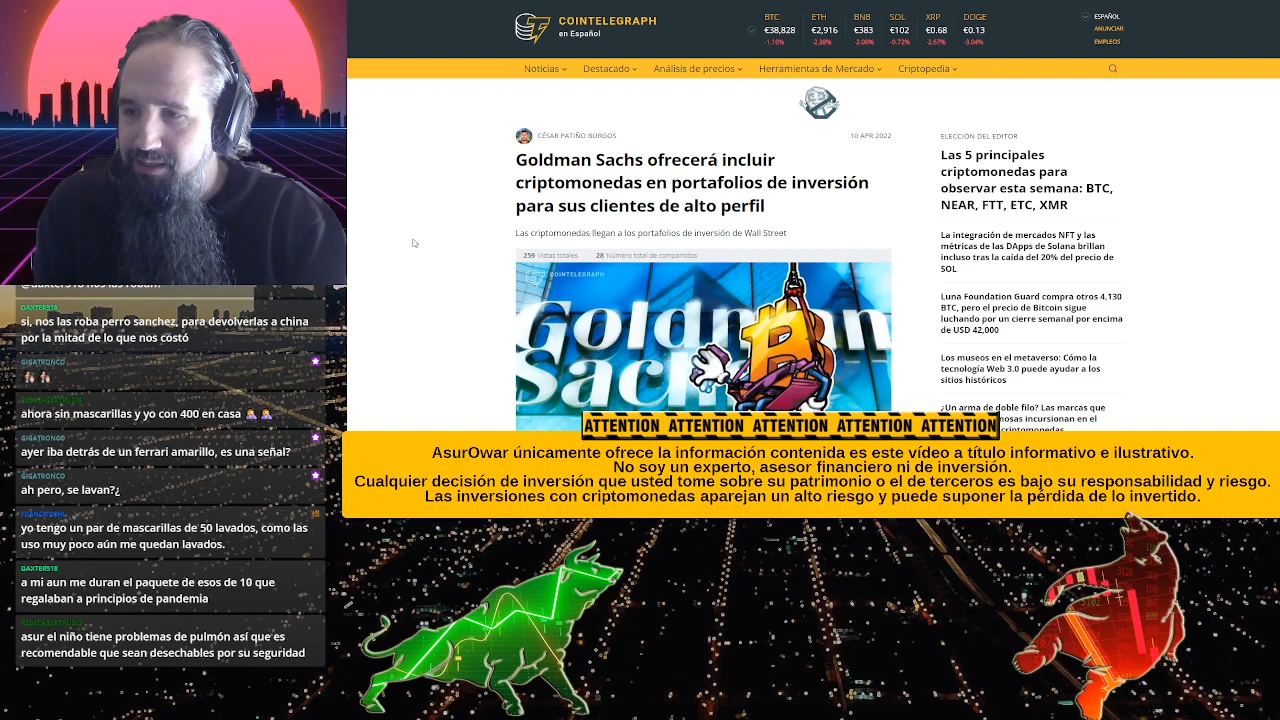 COINTELEGRAPH
en Español
BTC ETH BNB SOL XRP DOGE
€38,828 €2,916 €383 €102 €0.68 €0.13
-1.10% -2.38% -2.00% -0.72% -2.67% -3.94%
ESPAÑOL
ANUNCIAR
EMPLEOS
Noticias Destacado Análisis de precios Herramientas de Mercado Criptopedia
CÉSAR PATIÑO BURGOS 10 APR 2022
Goldman Sachs ofrecerá incluir
criptomonedas en portafolios de inversión
para sus clientes de alto perfil
Las criptomonedas llegan a los portafolios de inversión de Wall Street
259 Vistas totales 28 Número total de compartidos
COINTELEGRAPH
Goldman
Sach
ELECCIÓN DEL EDITOR
Las 5 principales
criptomonedas para
observar esta semana: BTC,
NEAR, FTT, ETC, XMR
La integración de mercados NFT y las
métricas de las DApps de Solana brillan
incluso tras la caída del 20% del precio de
SOL
Luna Foundation Guard compra otros 4,130
BTC, pero el precio de Bitcoin sigue
luchando por un cierre semanal por encima
de USD 42,000
Los museos en el metaverso: Cómo la
tecnología Web 3.0 puede ayudar a los
sitios históricos
¿Un arma de doble filo? Las marcas que
incursionan en el
DAXTER518
si, nos las roba perro sanchez, para devolverlas a china
por la mitad de lo que nos costó
GIGATRONCO
ahora sin mascarillas y yo con 400 en casa
GIGATRONCO
ayer iba detrás de un ferrari amarillo, es una señal?
GIGATRONCO
ah pero, se lavan?¿
yo tengo un par de mascarillas de 50 lavados, como las
uso muy poco aún me quedan lavados.
DAXTER518
a mi aun me duran el paquete de esos de 10 que
regalaban a principios de pandemia
REBECABERTRUDIS
asur el niño tiene problemas de pulmón así que es
recomendable que sean desechables por su seguridad
ATTENTION ATTENTION ATTENTION ATTENTION ATTENTION
AsurOwar únicamente ofrece la información contenida es este vídeo a título informativo e ilustrativo.
No soy un experto, asesor financiero ni de inversión.
Cualquier decisión de inversión que usted tome sobre su patrimonio o el de terceros es bajo su responsabilidad y riesgo.
Las inversiones con criptomonedas aparejan un alto riesgo y puede suponer la pérdida de lo invertido.